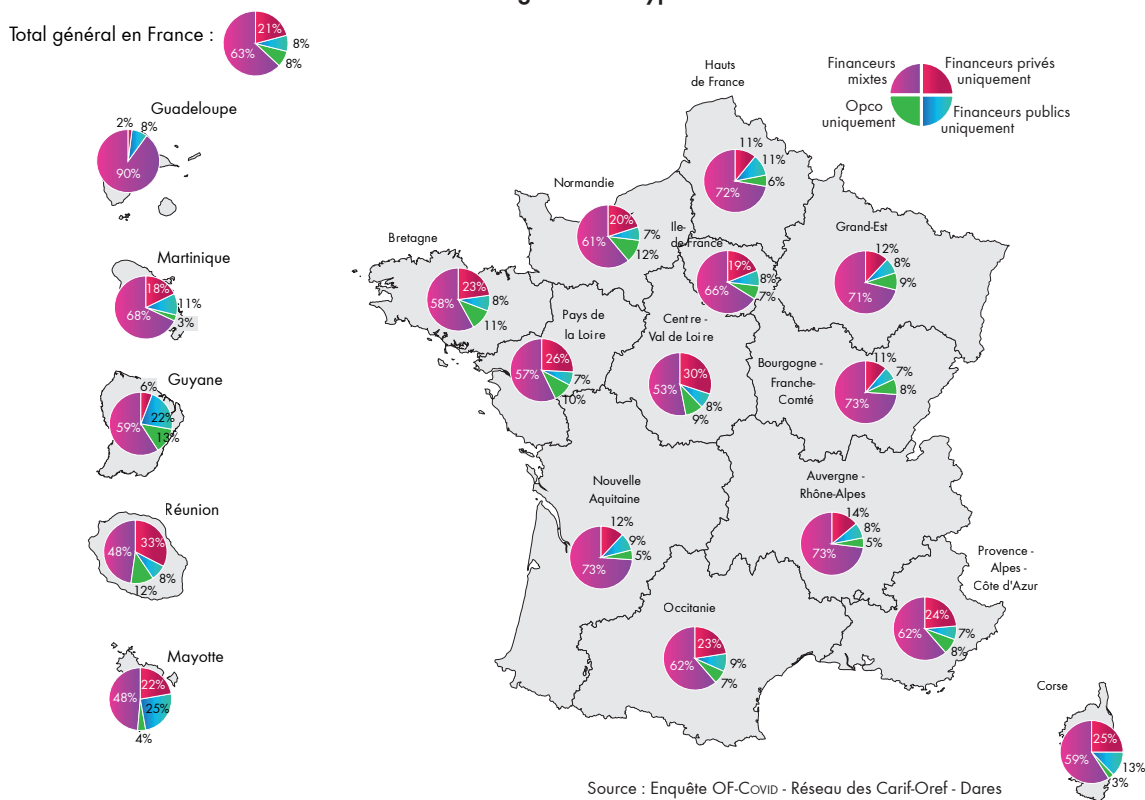 Total général en France :
21%
8%
8%
63%
Guadeloupe
2%
8%
90%
Martinique
18%
11%
3%
68%
Guyane
6%
22%
13%
59%
Réunion
33%
8%
12%
48%
Mayotte
22%
25%
4%
48%
Financeurs
mixtes
Financeurs privés
uniquement
Opco
uniquement
Financeurs publics
uniquement
Hauts
de France
11%
11%
6%
72%
Normandie
20%
7%
12%
61%
Ile-
de France
19%
8%
7%
66%
Grand-Est
12%
8%
9%
71%
Bretagne
23%
8%
11%
58%
Pays de
la Loire
26%
7%
10%
57%
Centre -
Val de Loire
30%
8%
9%
53%
Bourgogne -
Franche-
Comté
11%
7%
8%
73%
Nouvelle
Aquitaine
12%
9%
5%
73%
Auvergne -
Rhône-Alpes
14%
8%
5%
73%
Provence -
Alpes -
Côte d'Azur
24%
7%
8%
62%
Occitanie
23%
9%
7%
62%
Corse
25%
13%
3%
59%
Source : Enquête OF-Covid - Réseau des Carif-Oref - Dares